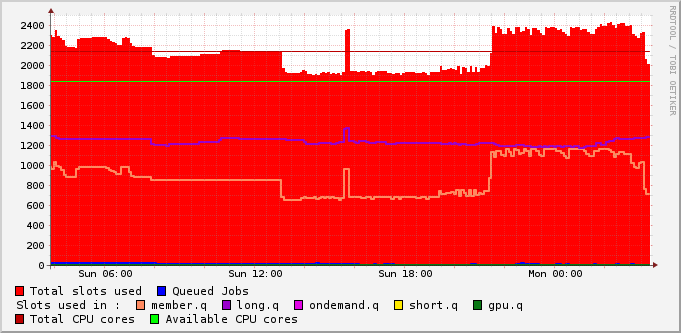 RRDTOOL / TOBI OETIKER
2400
2200
2000
1800
1600
1400
1200
1000
800
600
400
200
0
Sun 06:00 Sun 12:00 Sun 18:00 Mon 00:00
Total slots used Queued Jobs
Slots used in : member.q long.q ondemand.q short.q gpu.q
Total CPU cores Available CPU cores